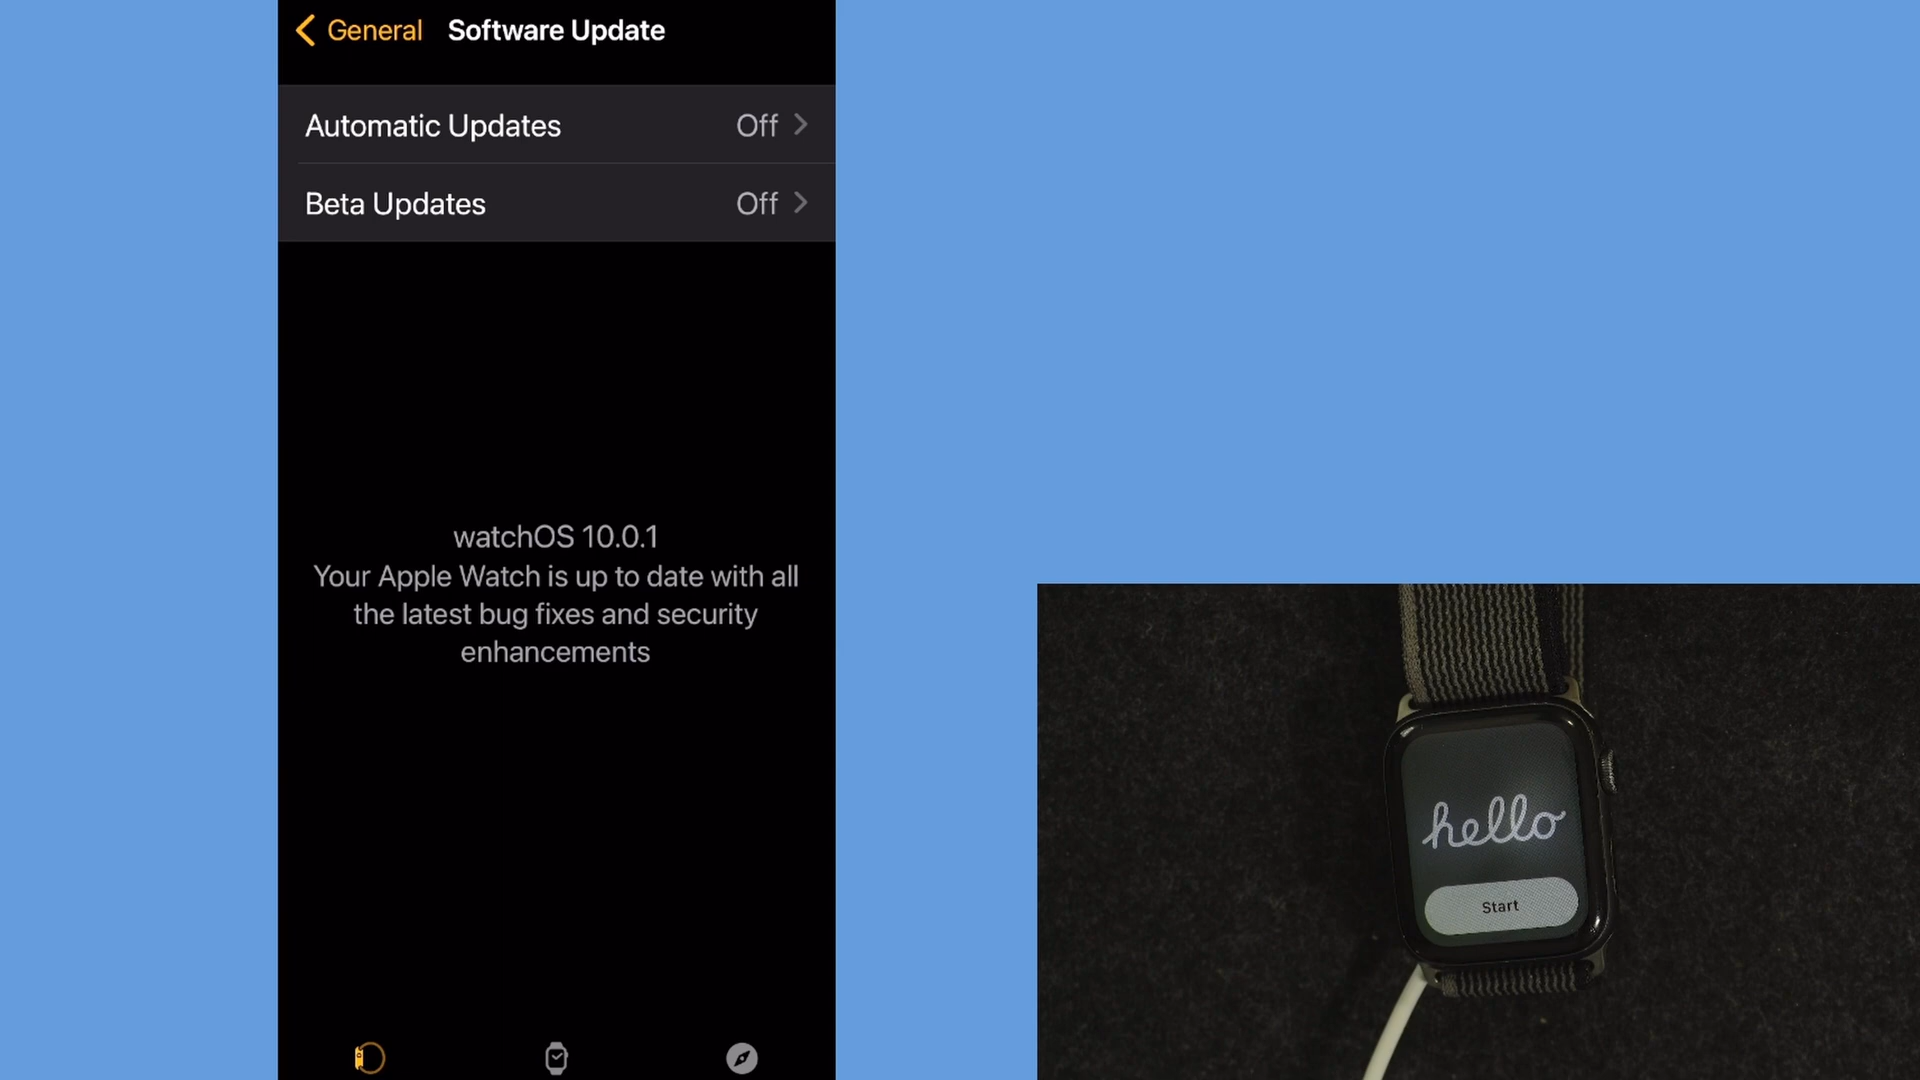 General Software Update
Automatic Updates Off
Beta Updates Off
watchOS 10.0.1
Your Apple Watch is up to date with all
the latest bug fixes and security
enhancements
hello
Start